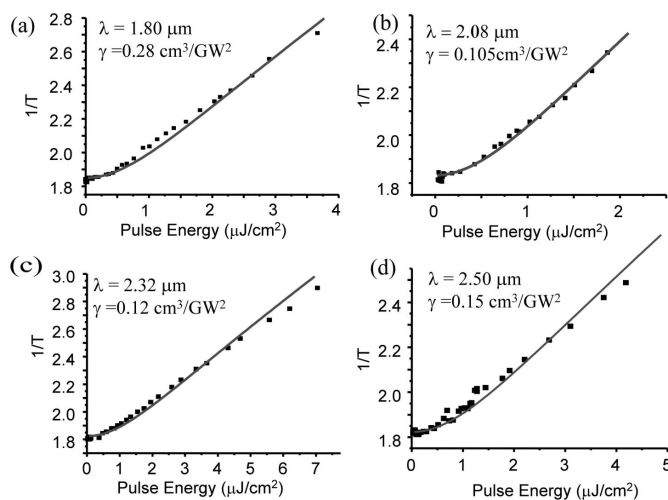 (a)
λ = 1.80 μm
γ =0.28 cm³/GW²
2.8
2.6
2.4
2.2
2.0
1.8
1/T
0 1 2 3 4
Pulse Energy (μJ/cm²)
(b)
λ = 2.08 μm
γ = 0.105cm³/GW²
2.4
2.2
2.0
1.8
1/T
0 1 2
Pulse Energy (μJ/cm²)
(c)
λ = 2.32 μm
γ =0.12 cm³/GW²
3.0
2.8
2.6
2.4
2.2
2.0
1.8
1/T
0 1 2 3 4 5 6 7
Pulse Energy (μJ/cm²)
(d)
λ = 2.50 μm
γ =0.15 cm³/GW²
2.4
2.2
2.0
1.8
1/T
0 1 2 3 4 5
Pulse Energy (μJ/cm²)